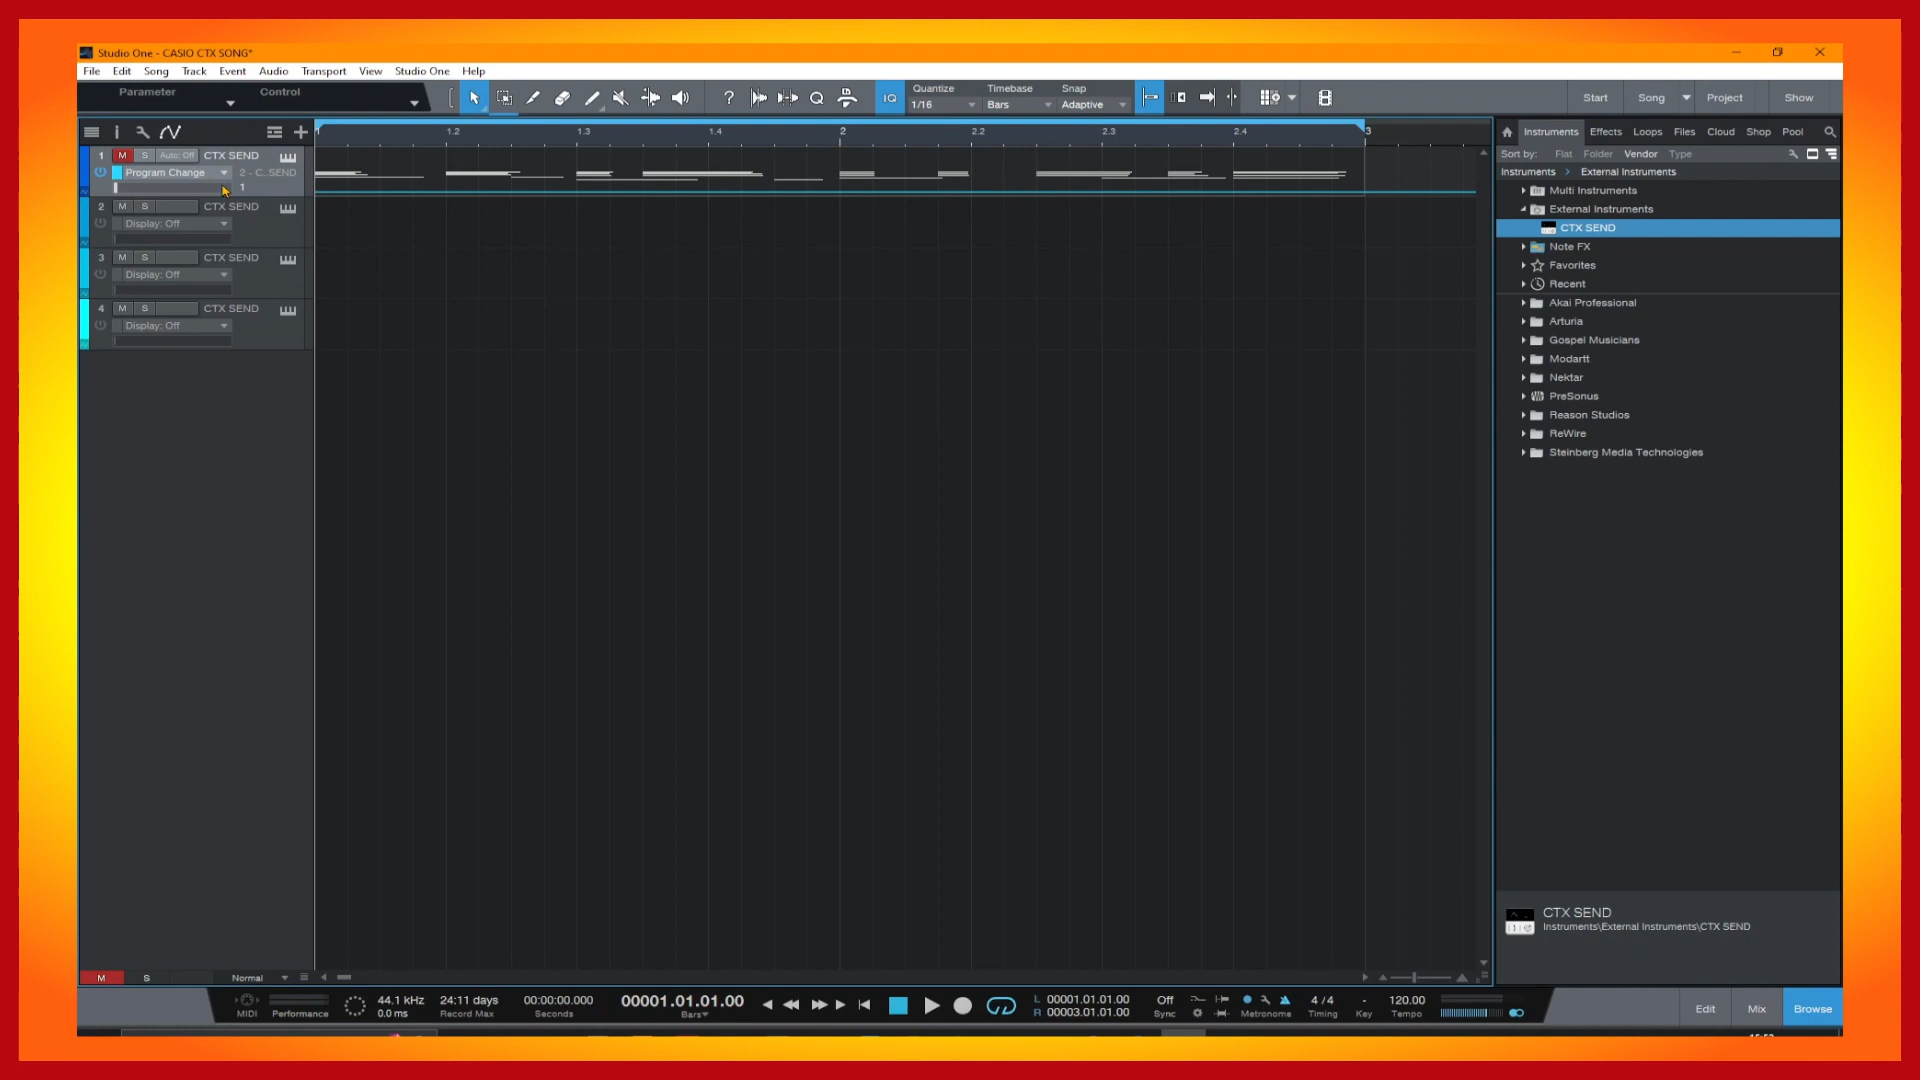 Studio One - CASIO CTX SONG*
File Edit Song Track Event Audio Transport View Studio One Help
Parameter Control
IQ Quantize 1/16 Timebase Bars Snap Adaptive
Start Song Project Show
1 1.2 1.3 1.4 2 2.2 2.3 2.4 3
1 M S Auto: Off CTX SEND
Program Change 2 - C..SEND
1
2 M S CTX SEND
Display: Off
3 M S CTX SEND
Display: Off
4 M S CTX SEND
Display: Off
Instruments Effects Loops Files Cloud Shop Pool
Sort by: Flat Folder Vendor Type
Instruments > External Instruments
Multi Instruments
External Instruments
CTX SEND
Note FX
Favorites
Recent
Akai Professional
Arturia
Gospel Musicians
Modartt
Nektar
PreSonus
Reason Studios
ReWire
Steinberg Media Technologies
CTX SEND
Instruments\External Instruments\CTX SEND
M S Normal
44.1 kHz 24:11 days 00:00:00.000 00001.01.01.00 L 00001.01.01.00 Off 4 / 4 - 120.00
MIDI Performance 0.0 ms Record Max Seconds Bars R 00003.01.01.00 Sync Metronome Timing Key Tempo
Edit Mix Browse